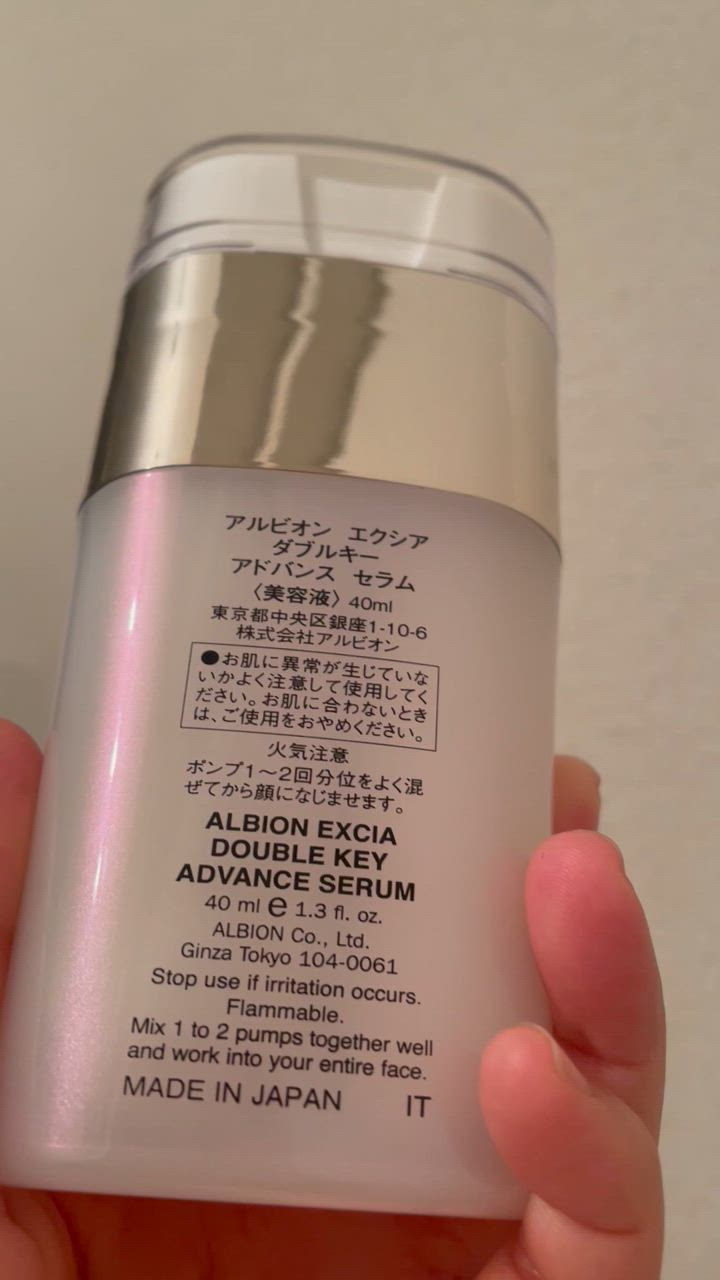 アルビオン エクシア
ダブルキー
アドバンス セラム
〈美容液〉40ml
東京都中央区銀座1-10-6
株式会社アルビオン
●お肌に異常が生じていな
いかよく注意して使用してく
ださい。お肌に合わないとき
は、ご使用をおやめください。
火気注意
ポンプ1〜2回分位をよく混
ぜてから顔になじませます。
ALBION EXCIA
DOUBLE KEY
ADVANCE SERUM
40 ml e 1.3 fl. oz.
ALBION Co., Ltd.
Ginza Tokyo 104-0061
Stop use if irritation occurs.
Flammable.
Mix 1 to 2 pumps together well
and work into your entire face.
MADE IN JAPAN IT